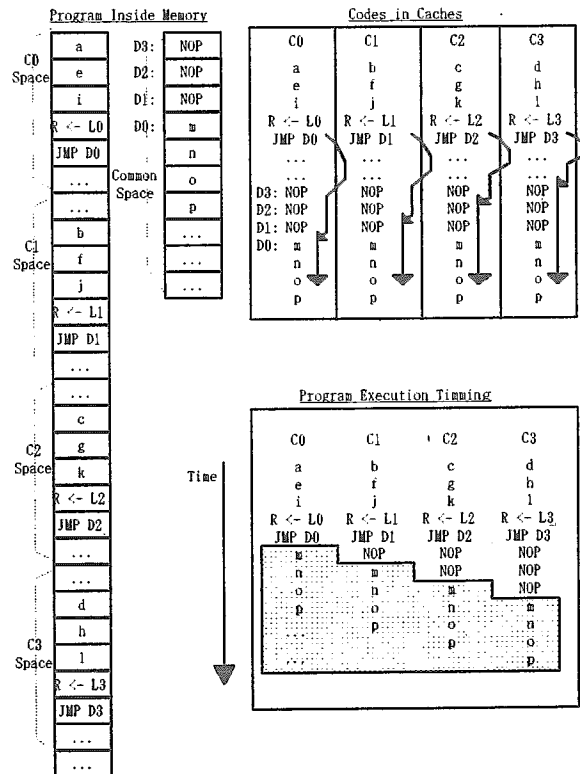 Program Inside Memory
C0
Space
a
e
i
R <- L0
JMP D0
...
C1
Space
...
b
f
j
R <- L1
JMP D1
...
C2
Space
...
c
g
k
R <- L2
JMP D2
...
C3
Space
...
d
h
l
R <- L3
JMP D3
...
...
D3: NOP
D2: NOP
D1: NOP
D0: m
Common
Space
n
o
p
...
...
...
Codes in Caches
C0 C1 C2 C3
a b c d
e f g h
i j k l
R <- L0 R <- L1 R <- L2 R <- L3
JMP D0 JMP D1 JMP D2 JMP D3
... ... ... ...
... ... ... ...
D3: NOP NOP NOP NOP
D2: NOP NOP NOP NOP
D1: NOP NOP NOP NOP
D0: m m m m
n n n n
o o o o
p p p p
Program Execution Timming
Time
C0 C1 C2 C3
a b c d
e f g h
i j k l
R <- L0 R <- L1 R <- L2 R <- L3
JMP D0 JMP D1 JMP D2 JMP D3
m NOP NOP NOP
n m NOP NOP
o n m NOP
p o n m
... p o n
p o
... p